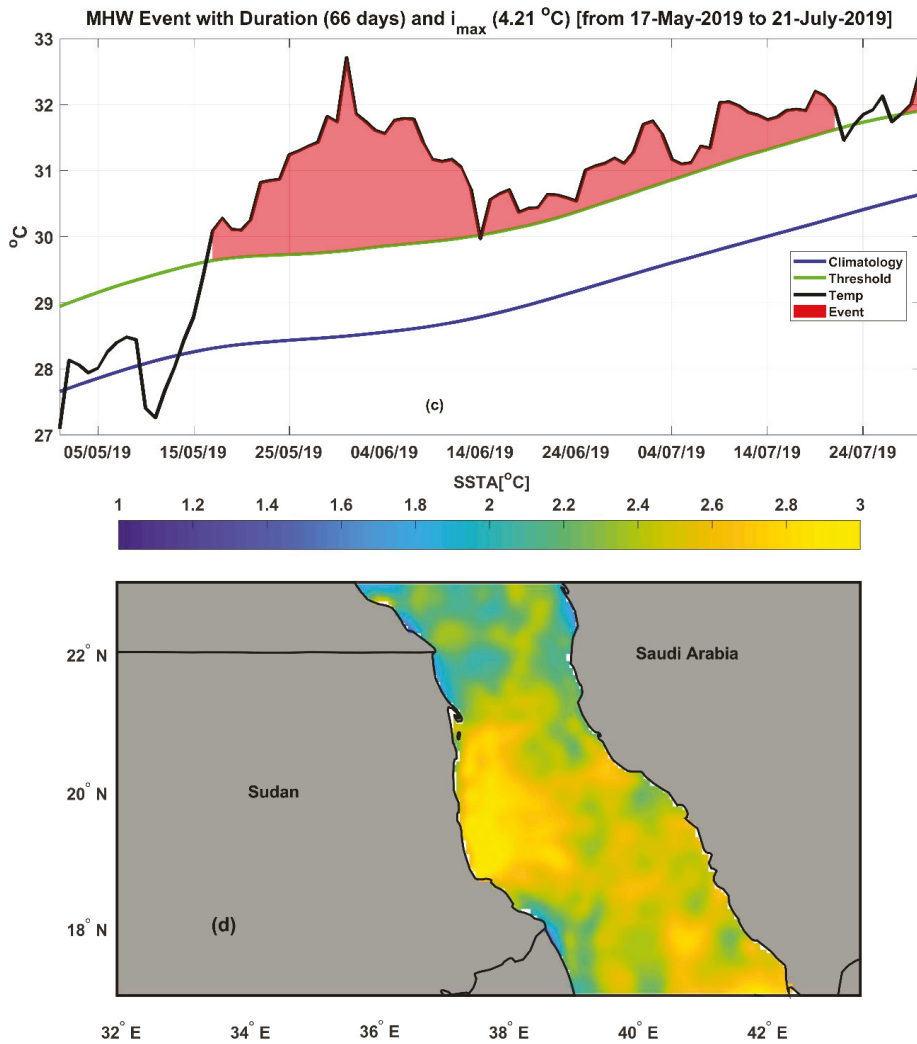 MHW Event with Duration (66 days) and i_max (4.21 °C) [from 17-May-2019 to 21-July-2019]
33
32
31
30
29
28
27
°C
Climatology
Threshold
Temp
Event
(c)
05/05/19 15/05/19 25/05/19 04/06/19 14/06/19 24/06/19 04/07/19 14/07/19 24/07/19
SSTA[°C]
1 1.2 1.4 1.6 1.8 2 2.2 2.4 2.6 2.8 3
22° N
Saudi Arabia
20° N
Sudan
18° N
(d)
32° E 34° E 36° E 38° E 40° E 42° E